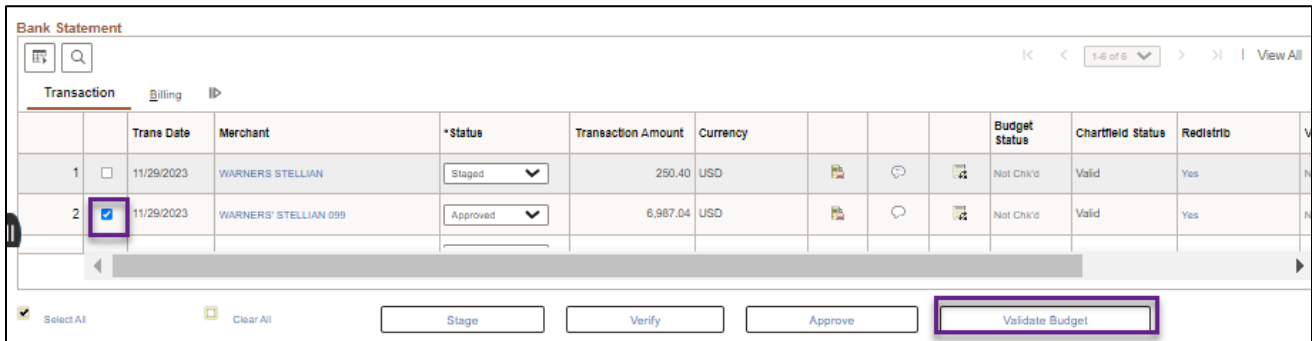 Bank Statement
1-6 of 6 | View All
Transaction Billing
Trans Date Merchant *Status Transaction Amount Currency Budget Status Chartfield Status Redistrib V
1 11/29/2023 WARNERS STELLIAN Staged 250.40 USD Not Chk'd Valid Yes N
2 11/29/2023 WARNERS' STELLIAN 099 Approved 6,987.04 USD Not Chk'd Valid Yes N
Select All Clear All Stage Verify Approve Validate Budget